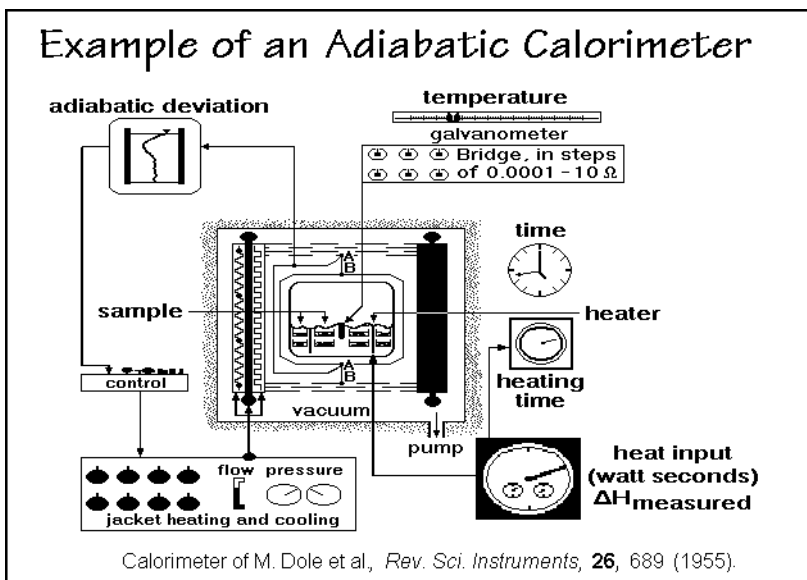 Example of an Adiabatic Calorimeter
adiabatic deviation
temperature
galvanometer
Bridge, in steps
of 0.0001 - 10 Ω
time
A
B
sample
heater
A
B
control
heating
time
vacuum
pump
flow pressure
jacket heating and cooling
heat input
(watt seconds)
ΔHmeasured
Calorimeter of M. Dole et al., Rev. Sci. Instruments, 26, 689 (1955).